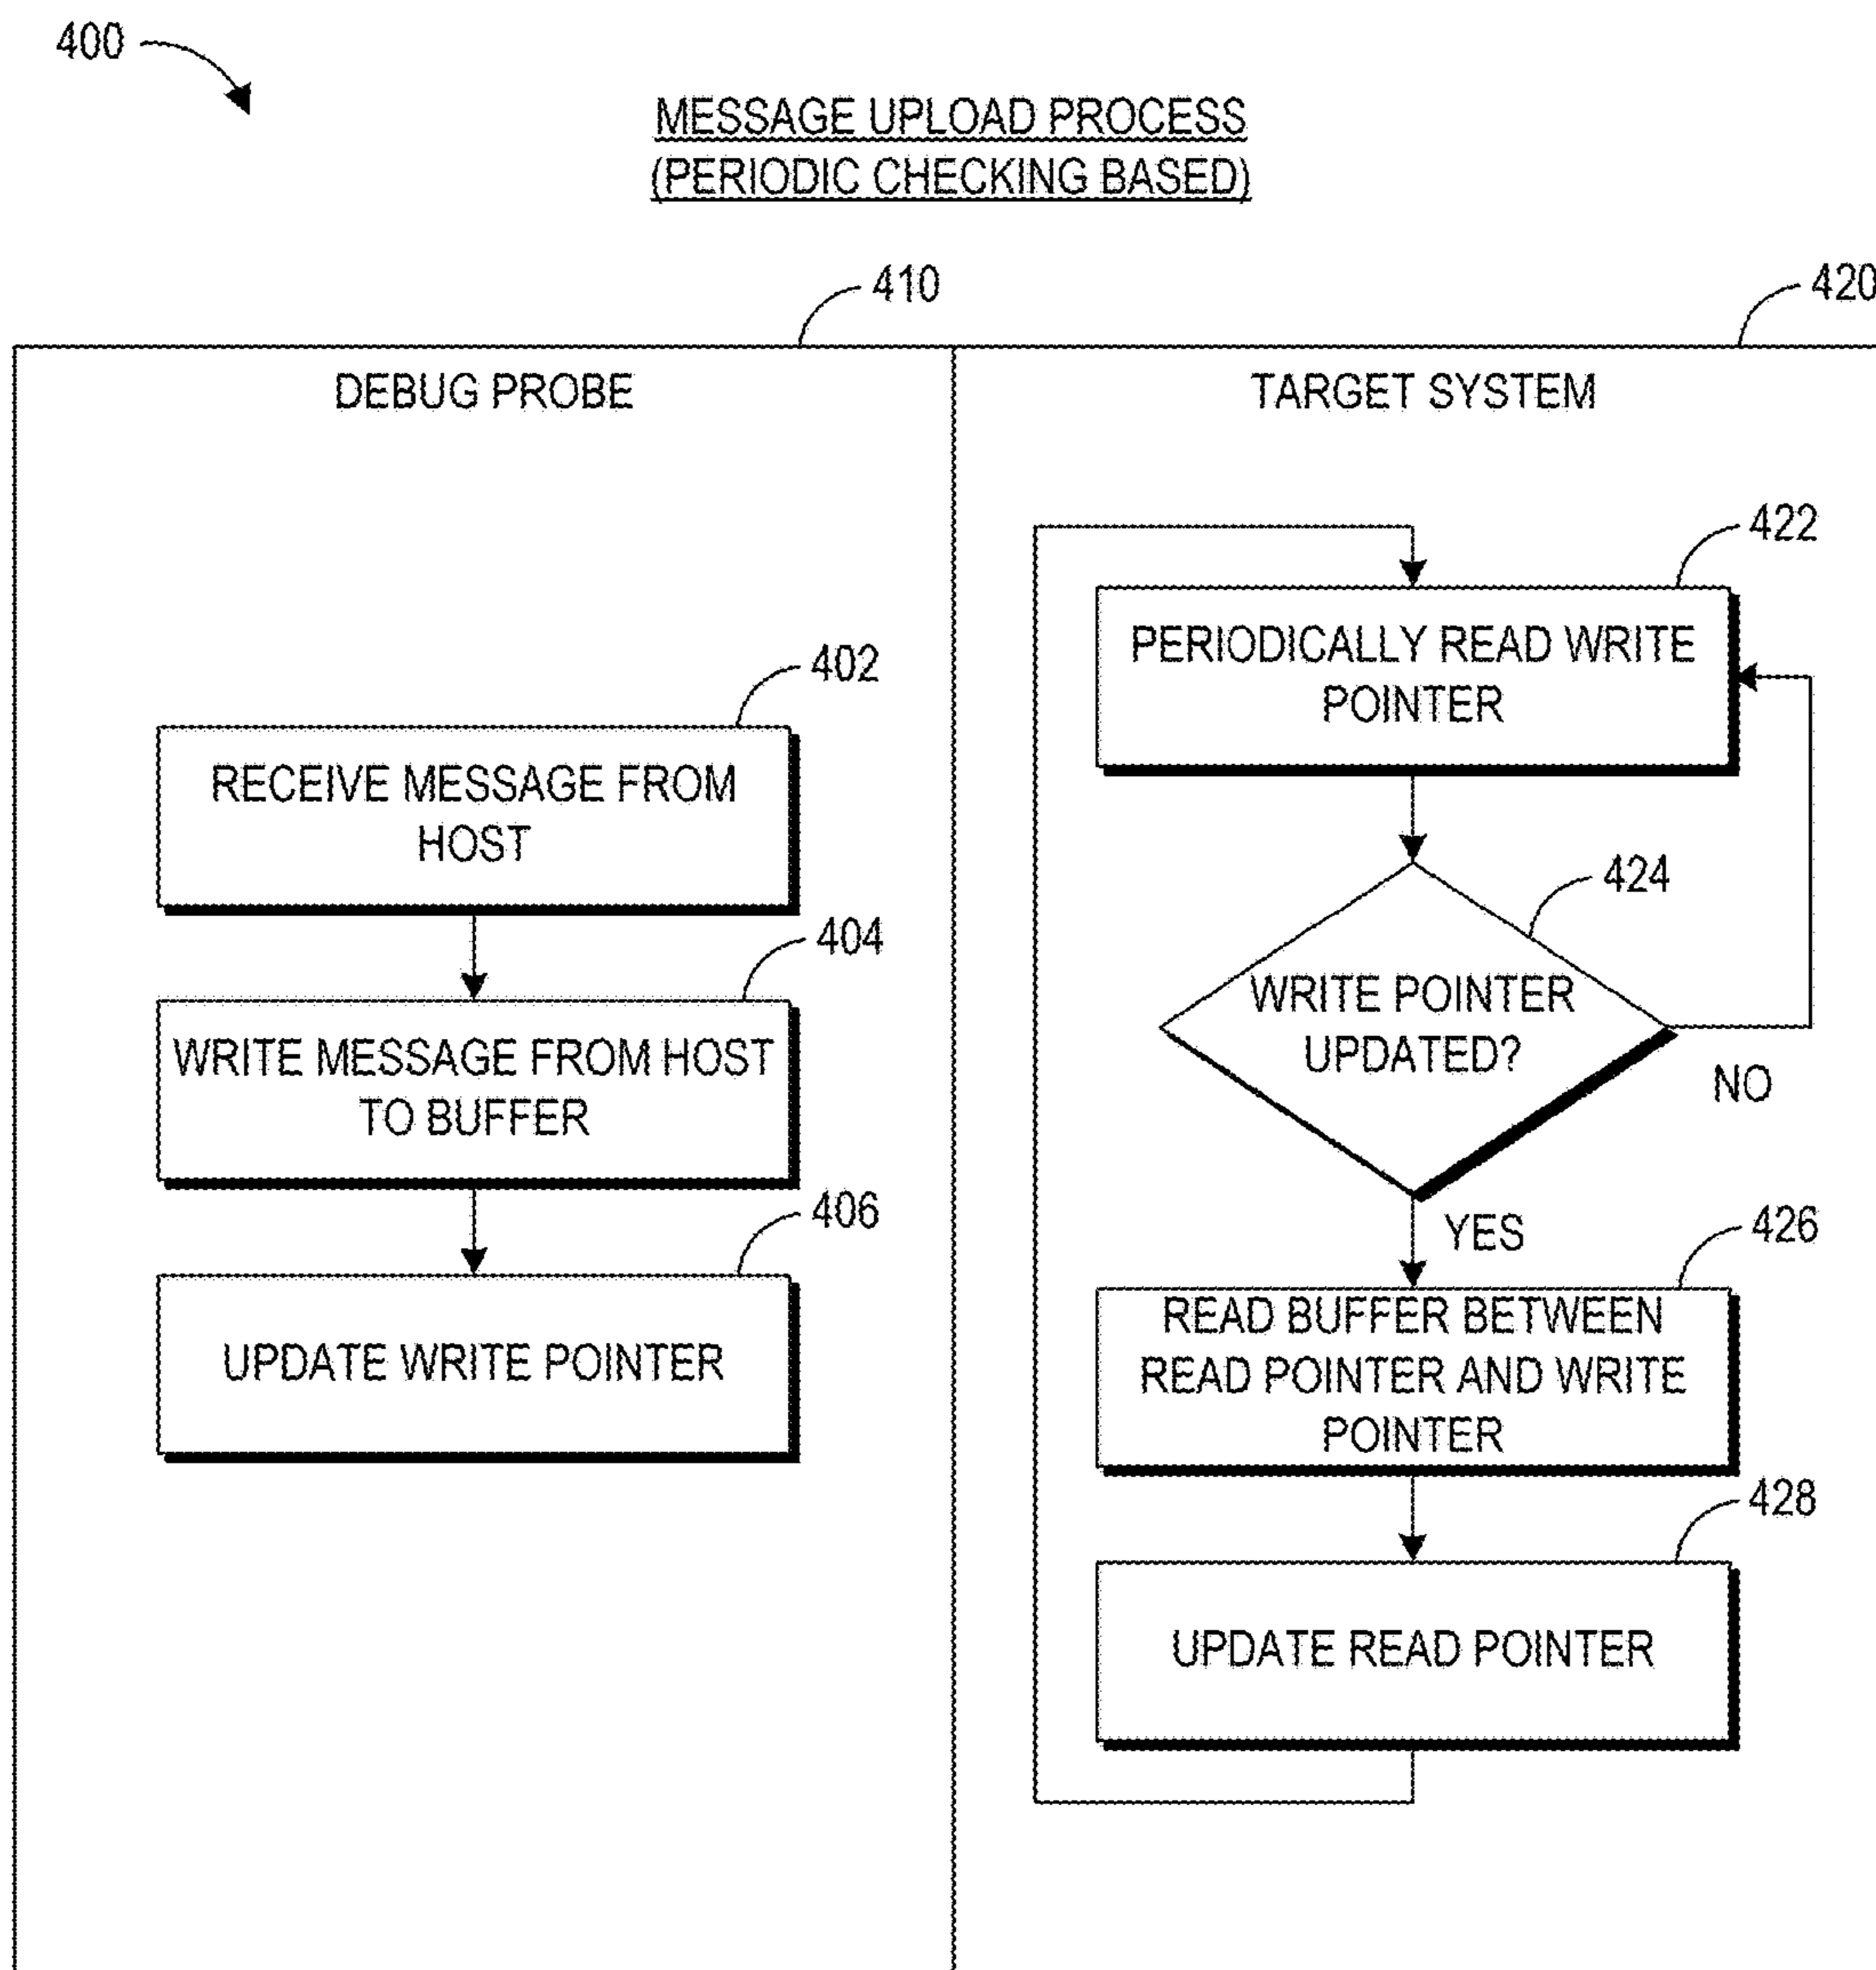 400
MESSAGE UPLOAD PROCESS
(PERIODIC CHECKING BASED)
410
420
DEBUG PROBE
TARGET SYSTEM
402
RECEIVE MESSAGE FROM
HOST
404
WRITE MESSAGE FROM HOST
TO BUFFER
406
UPDATE WRITE POINTER
422
PERIODICALLY READ WRITE
POINTER
424
WRITE POINTER
UPDATED?
NO
YES
426
READ BUFFER BETWEEN
READ POINTER AND WRITE
POINTER
428
UPDATE READ POINTER